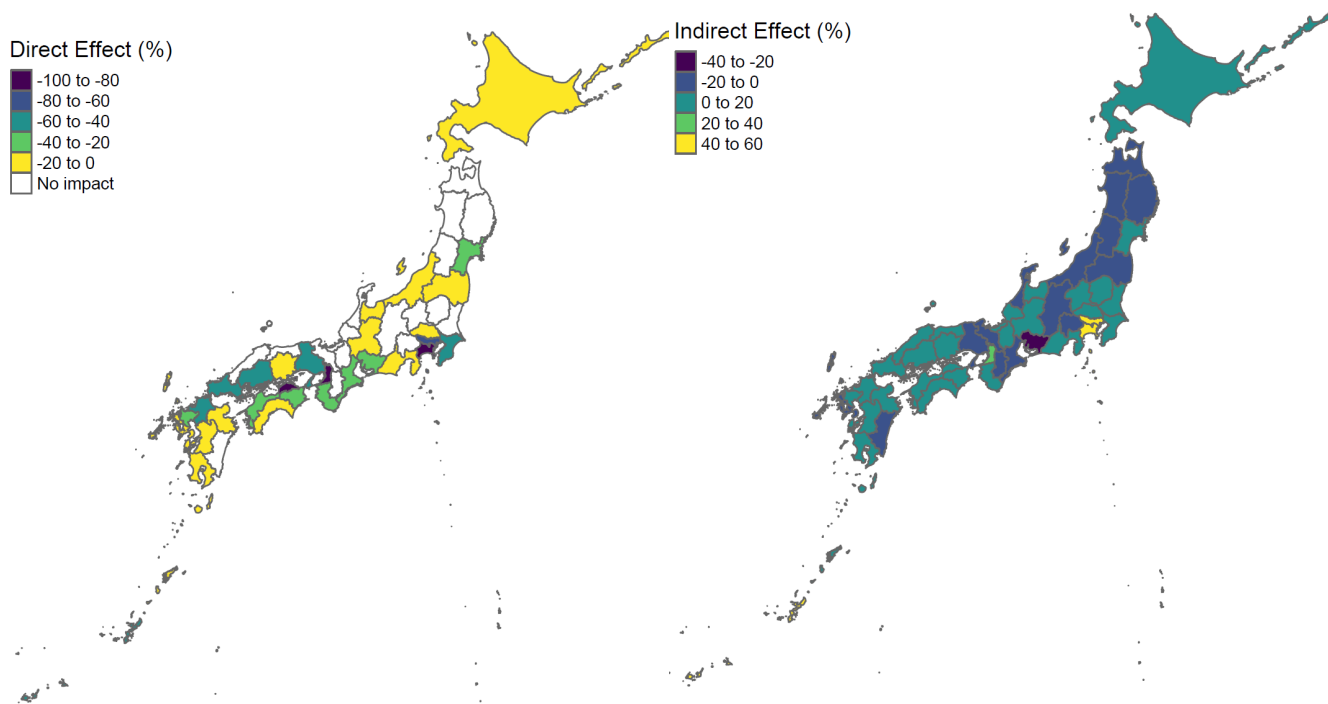 Direct Effect (%)
-100 to -80
-80 to -60
-60 to -40
-40 to -20
-20 to 0
No impact
Indirect Effect (%)
-40 to -20
-20 to 0
0 to 20
20 to 40
40 to 60